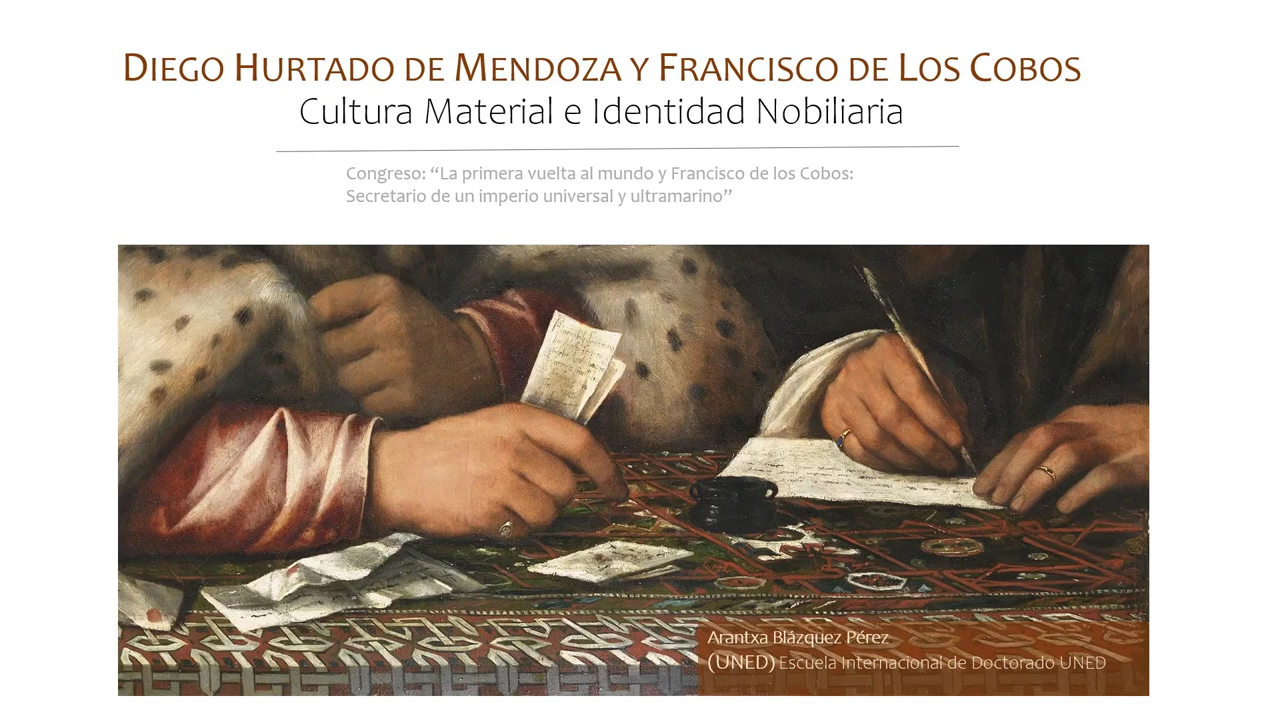 DIEGO HURTADO DE MENDOZA Y FRANCISCO DE LOS COBOS
Cultura Material e Identidad Nobiliaria
Congreso: “La primera vuelta al mundo y Francisco de los Cobos:
Secretario de un imperio universal y ultramarino”
Arantxa Blázquez Pérez
(UNED) Escuela Internacional de Doctorado UNED